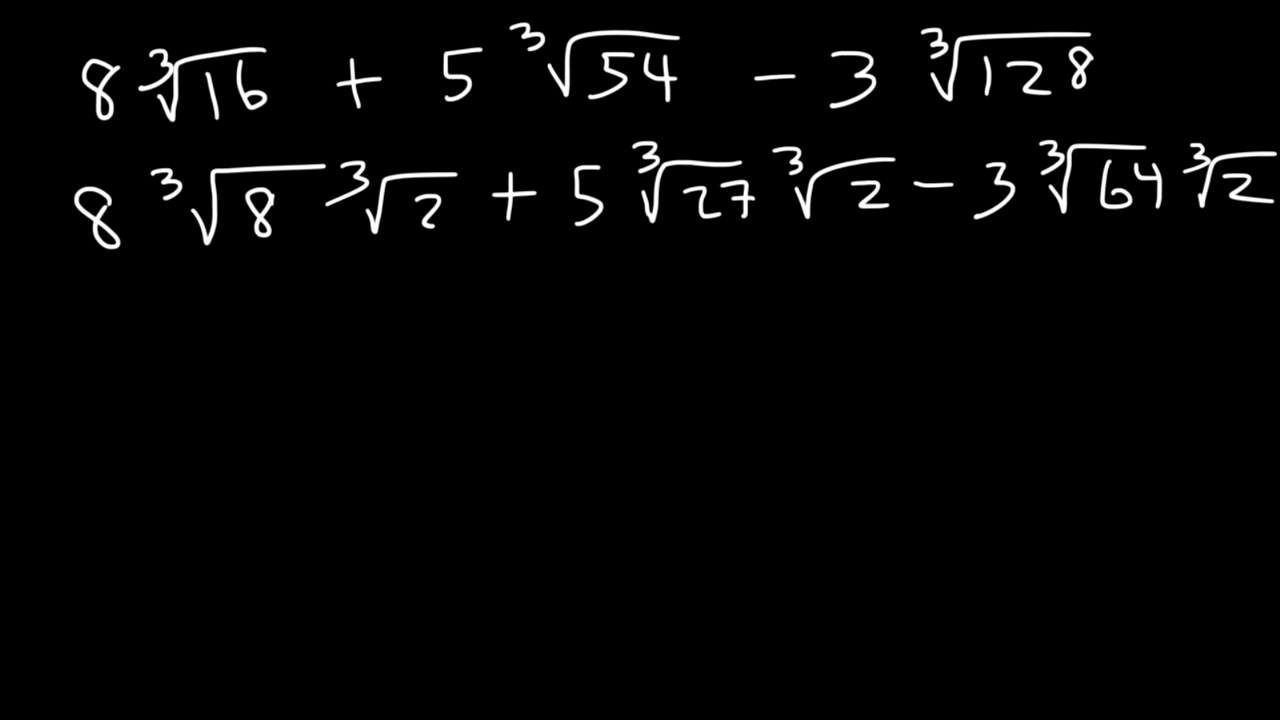 8 ∛16 + 5 ∛54 - 3 ∛128
8 ∛8 ∛2 + 5 ∛27 ∛2 - 3 ∛64 ∛2